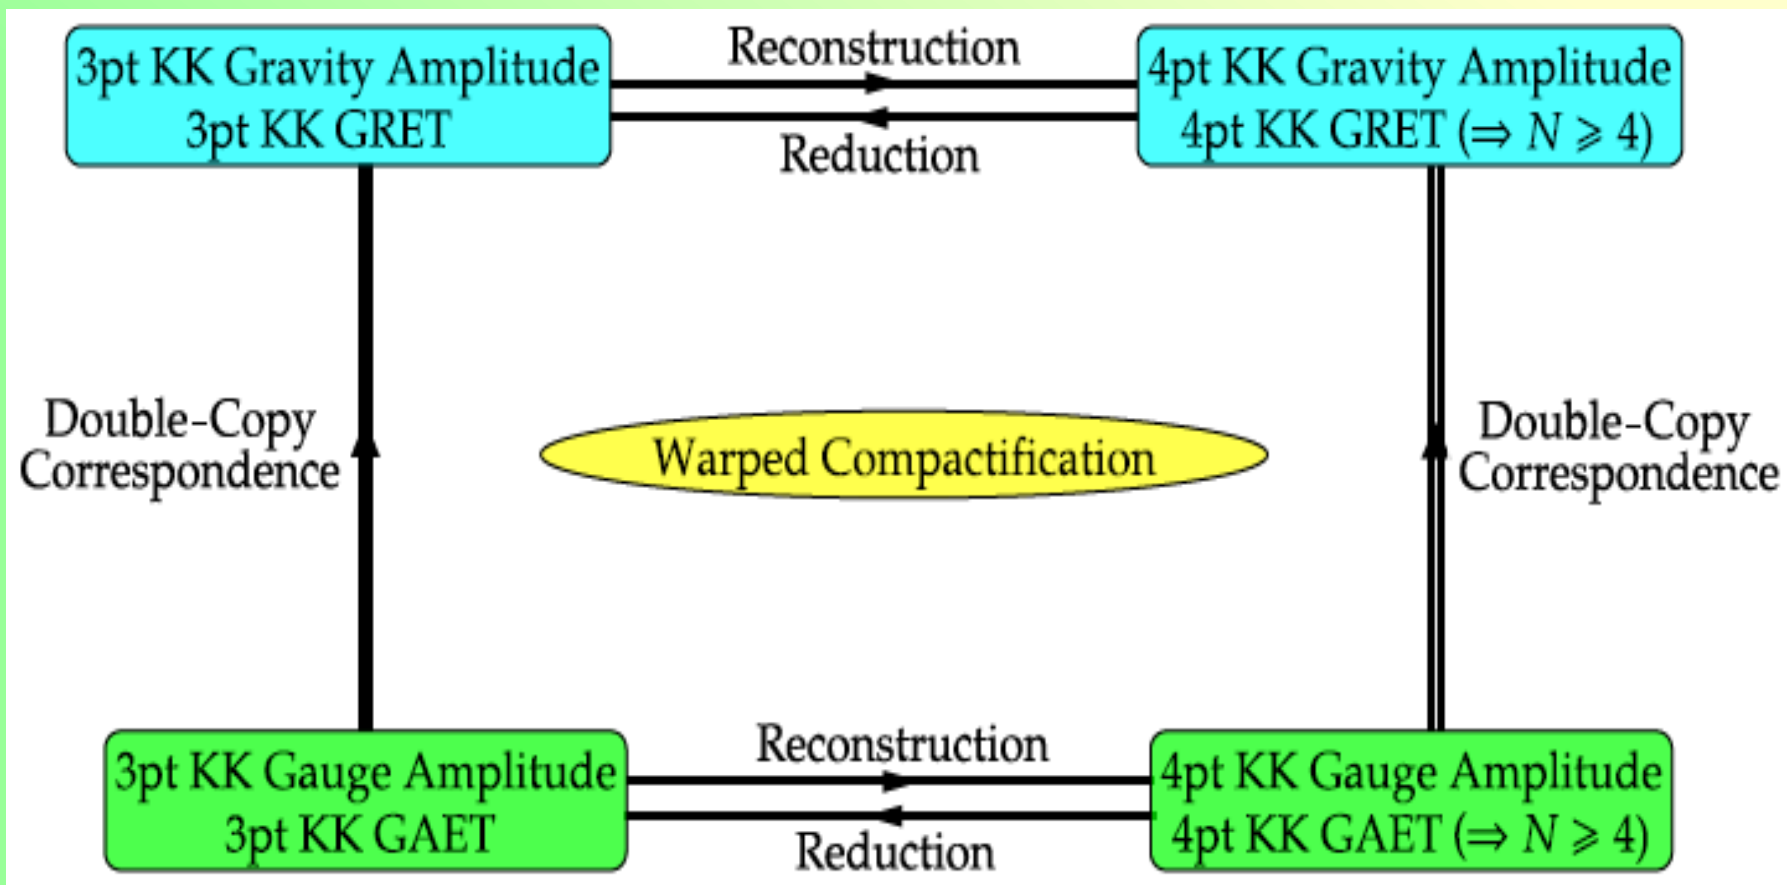 3pt KK Gravity Amplitude
3pt KK GRET
Reconstruction
Reduction
4pt KK Gravity Amplitude
4pt KK GRET (⇒ N ⩾ 4)
Double-Copy
Correspondence
Warped Compactification
Double-Copy
Correspondence
3pt KK Gauge Amplitude
3pt KK GAET
Reconstruction
Reduction
4pt KK Gauge Amplitude
4pt KK GAET (⇒ N ⩾ 4)